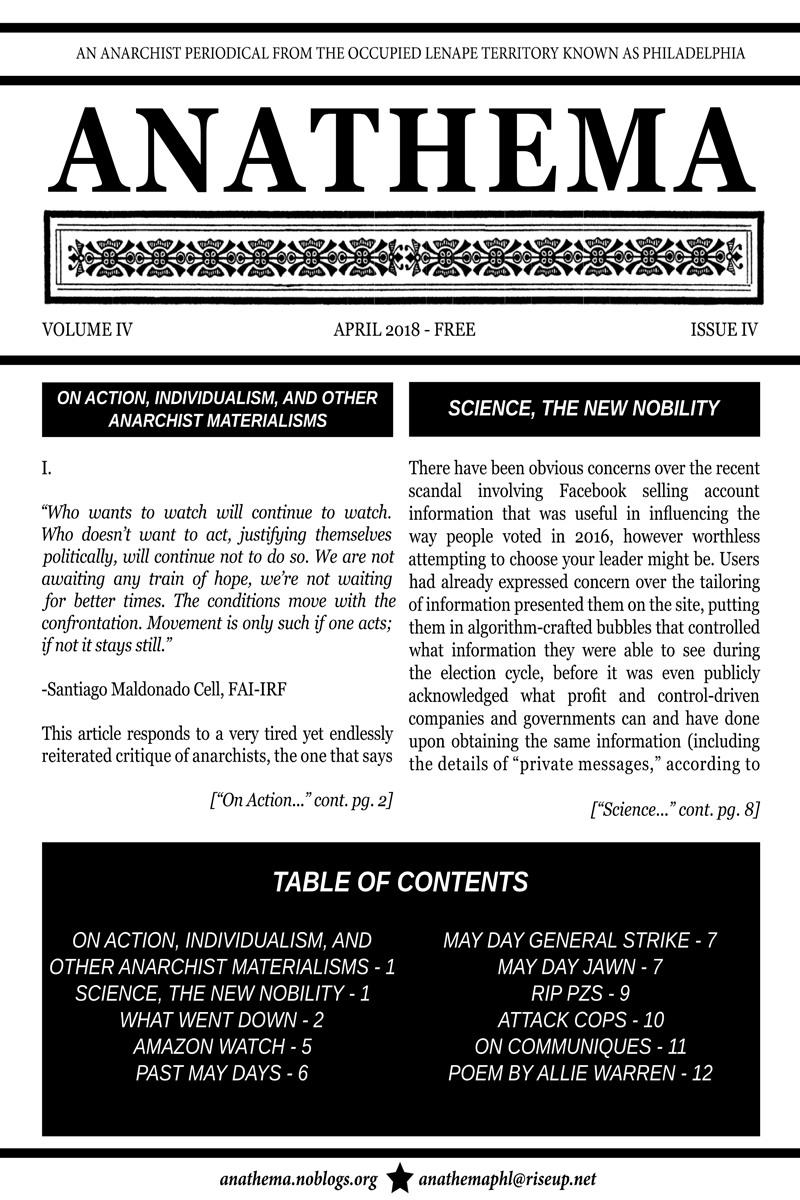 AN ANARCHIST PERIODICAL FROM THE OCCUPIED LENAPE TERRITORY KNOWN AS PHILADELPHIA
ANATHEMA
VOLUME IV
APRIL 2018 - FREE
ISSUE IV
ON ACTION, INDIVIDUALISM, AND OTHER
ANARCHIST MATERIALISMS
I.
“Who wants to watch will continue to watch.
Who doesn’t want to act, justifying themselves
politically, will continue not to do so. We are not
awaiting any train of hope, we’re not waiting
for better times. The conditions move with the
confrontation. Movement is only such if one acts;
if not it stays still.”
-Santiago Maldonado Cell, FAI-IRF
This article responds to a very tired yet endlessly
reiterated critique of anarchists, the one that says
[“On Action...” cont. pg. 2]
SCIENCE, THE NEW NOBILITY
There have been obvious concerns over the recent
scandal involving Facebook selling account
information that was useful in influencing the
way people voted in 2016, however worthless
attempting to choose your leader might be. Users
had already expressed concern over the tailoring
of information presented them on the site, putting
them in algorithm-crafted bubbles that controlled
what information they were able to see during
the election cycle, before it was even publicly
acknowledged what profit and control-driven
companies and governments can and have done
upon obtaining the same information (including
the details of “private messages,” according to
[“Science...” cont. pg. 8]
TABLE OF CONTENTS
ON ACTION, INDIVIDUALISM, AND
OTHER ANARCHIST MATERIALISMS - 1
SCIENCE, THE NEW NOBILITY - 1
WHAT WENT DOWN - 2
AMAZON WATCH - 5
PAST MAY DAYS - 6
MAY DAY GENERAL STRIKE - 7
MAY DAY JAWN - 7
RIP PZS - 9
ATTACK COPS - 10
ON COMMUNIQUES - 11
POEM BY ALLIE WARREN - 12
anathema.noblogs.org ★ anathemaphl@riseup.net